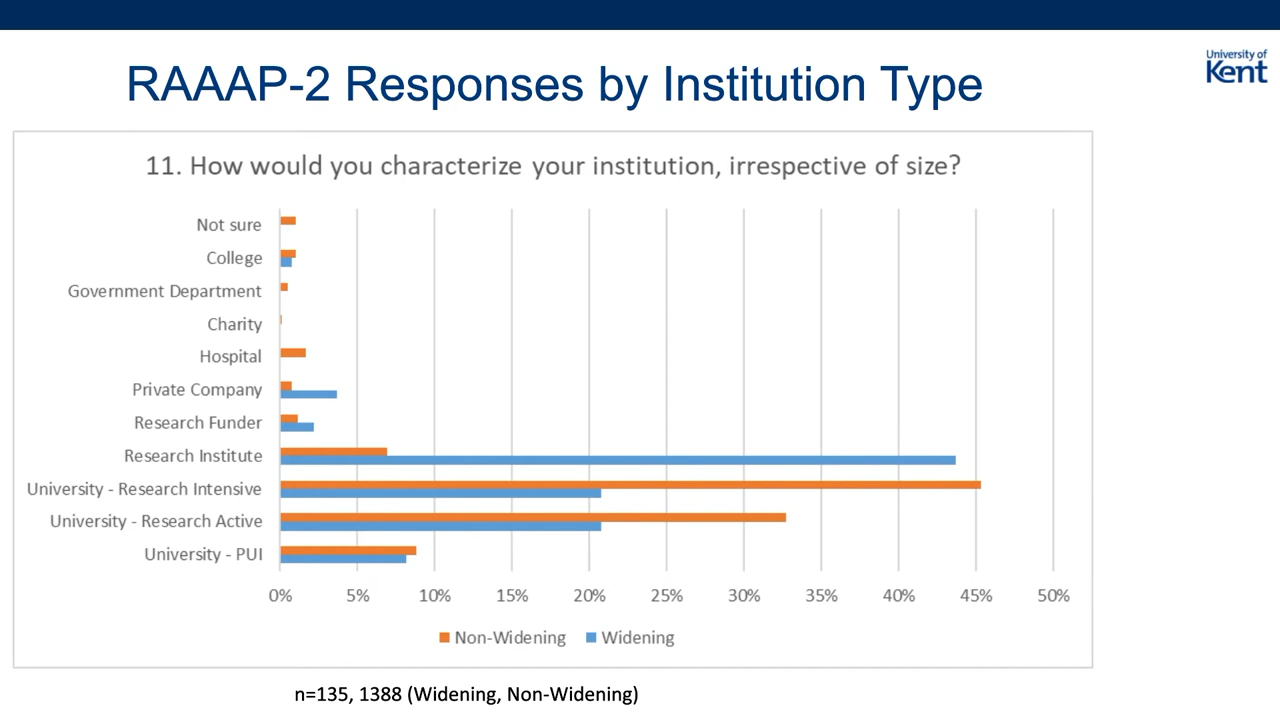 University of
Kent
RAAAP-2 Responses by Institution Type
11. How would you characterize your institution, irrespective of size?
Not sure
College
Government Department
Charity
Hospital
Private Company
Research Funder
Research Institute
University - Research Intensive
University - Research Active
University - PUI
0% 5% 10% 15% 20% 25% 30% 35% 40% 45% 50%
Non-Widening Widening
n=135, 1388 (Widening, Non-Widening)